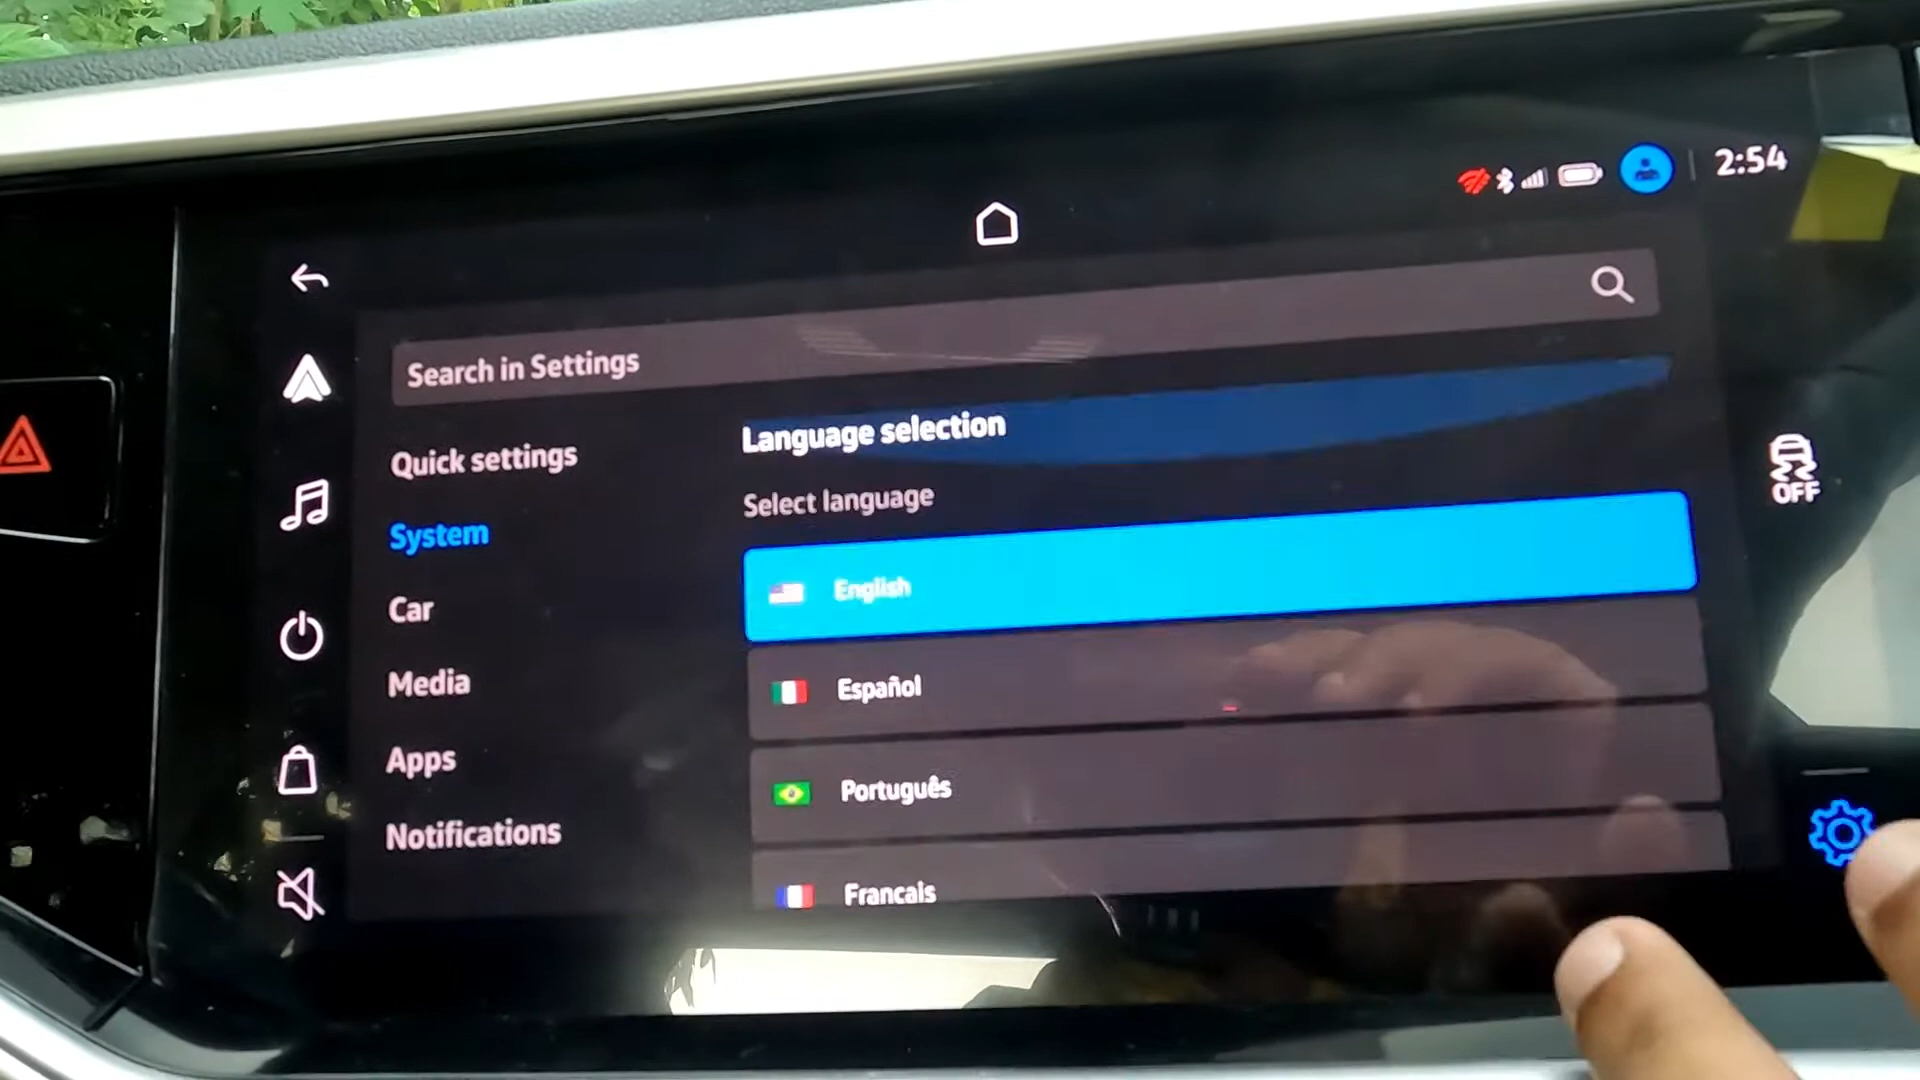 2:54
Search in Settings
Quick settings
System
Car
Media
Apps
Notifications
Language selection
Select language
English
Español
Português
Francais
OFF